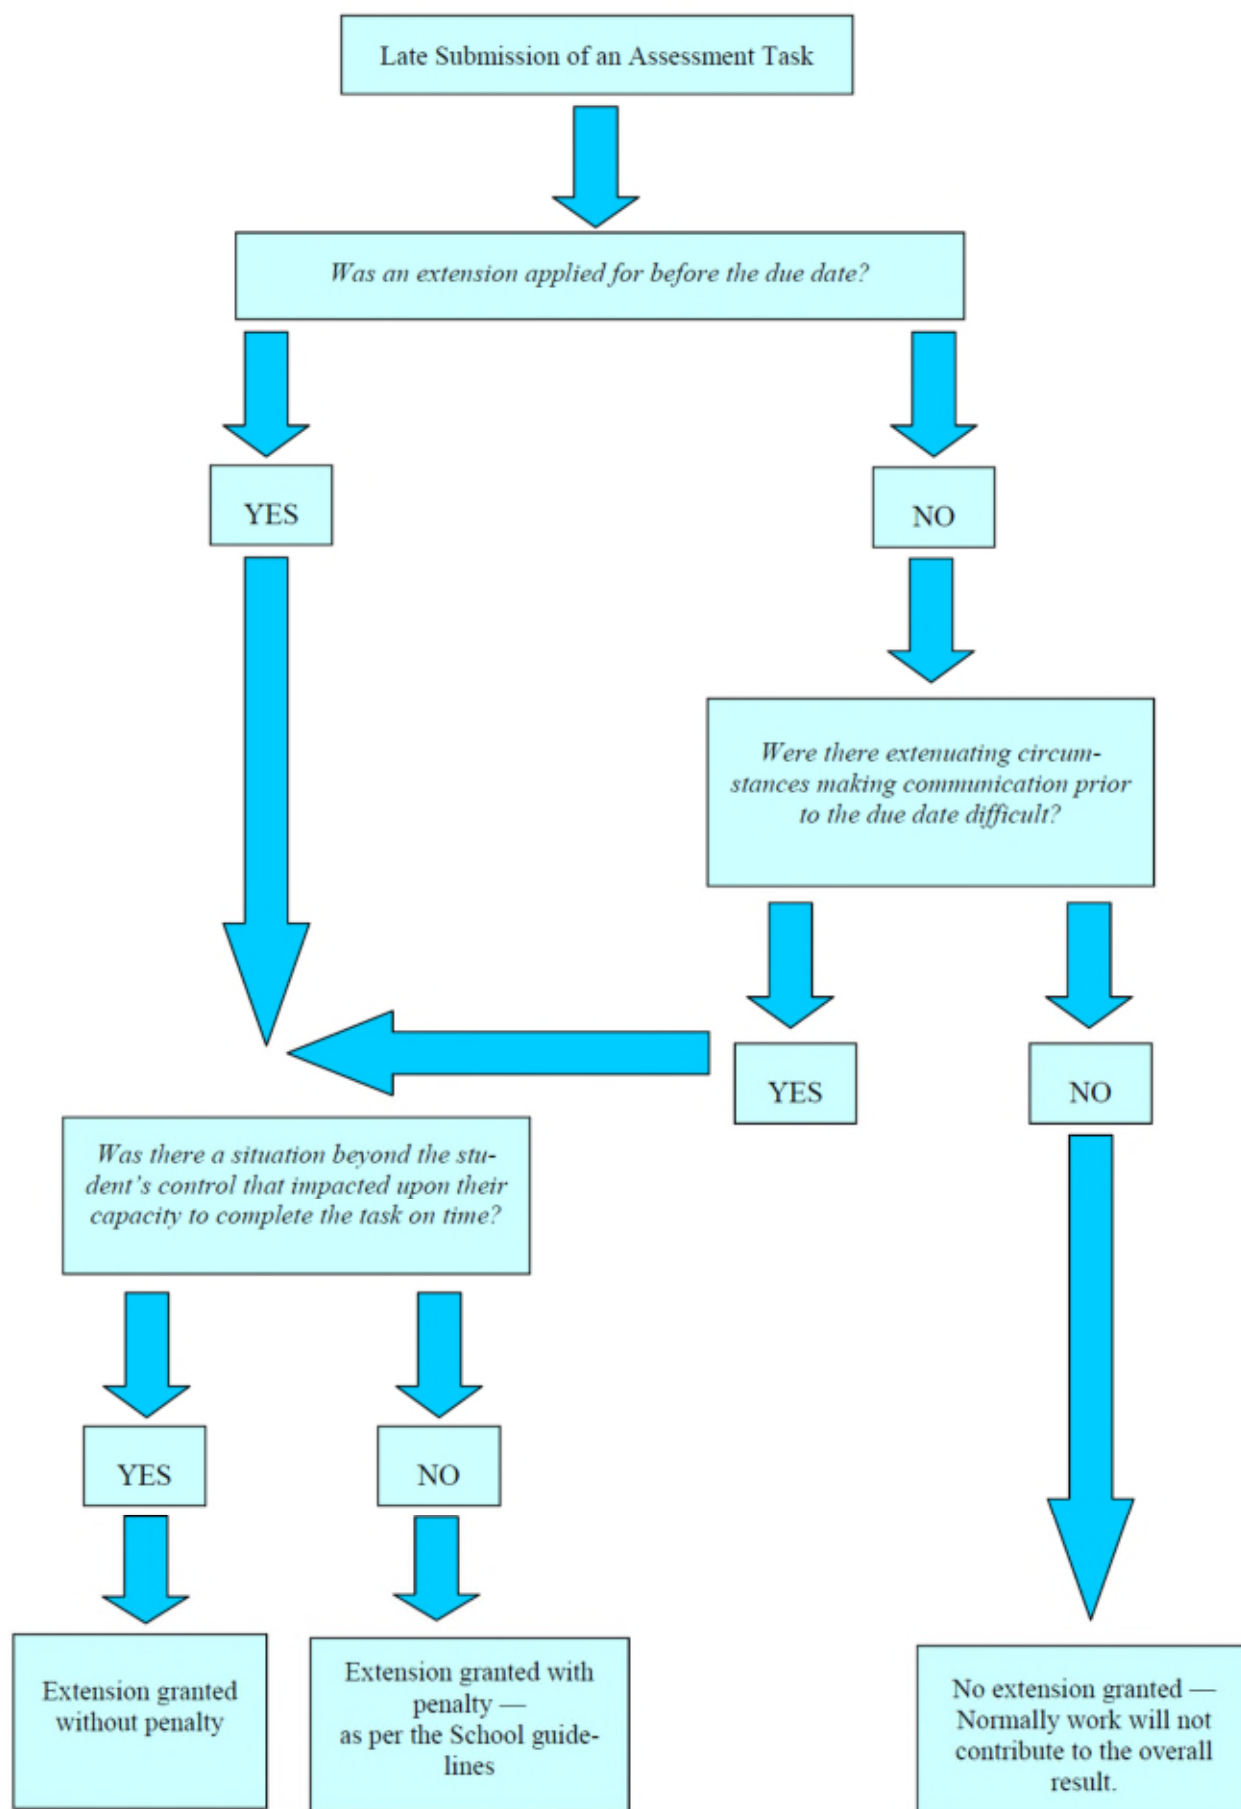 Late Submission of an Assessment Task
Was an extension applied for before the due date?
YES
NO
Were there extenuating circum-
stances making communication prior
to the due date difficult?
YES
NO
Was there a situation beyond the stu-
dent's control that impacted upon their
capacity to complete the task on time?
YES
NO
Extension granted
without penalty
Extension granted with
penalty —
as per the School guide-
lines
No extension granted —
Normally work will not
contribute to the overall
result.